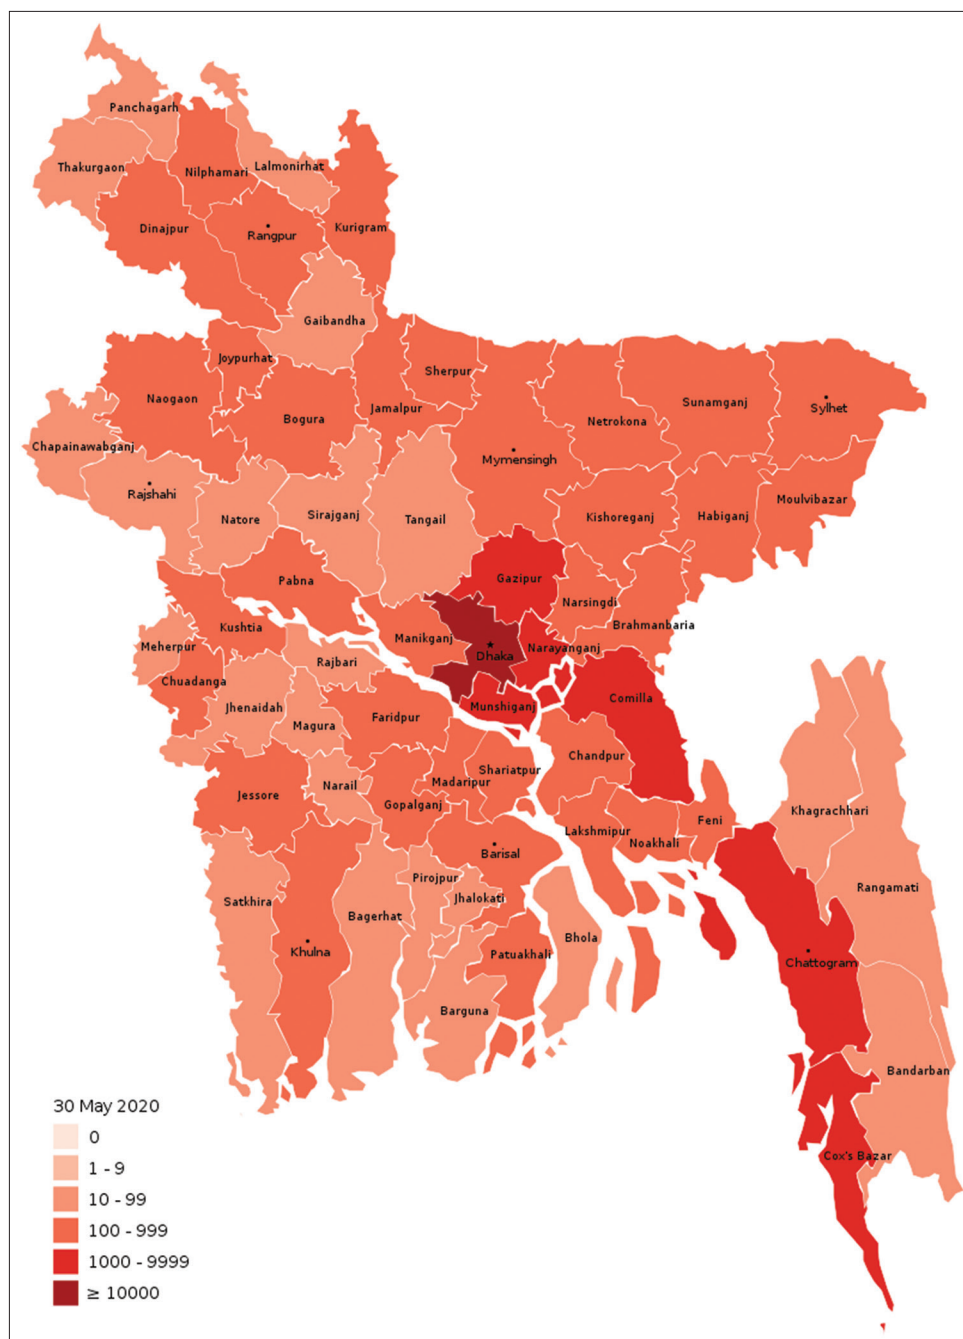 Panchagarh
Thakurgaon
Nilphamari
Lalmonirhat
Dinajpur
Rangpur
Kurigram
Gaibandha
Joypurhat
Sherpur
Naogaon
Jamalpur
Bogura
Netrokona
Sunamganj
Sylhet
Chapainawabganj
Mymensingh
Rajshahi
Moulvibazar
Natore
Sirajganj
Tangail
Kishoreganj
Habiganj
Pabna
Gazipur
Narsingdi
Kushtia
Manikganj
Brahmanbaria
Meherpur
Rajbari
Dhaka
Narayanganj
Chuadanga
Jhenaidah
Magura
Faridpur
Munshiganj
Comilla
Chandpur
Shariatpur
Madaripur
Jessore
Narail
Gopalganj
Khagrachhari
Feni
Lakshmipur
Noakhali
Barisal
Pirojpur
Rangamati
Satkhira
Jhalokati
Bagerhat
Bhola
Khulna
Patuakhali
Chattogram
Barguna
Bandarban
Cox's Bazar
30 May 2020
0
1 - 9
10 - 99
100 - 999
1000 - 9999
≥ 10000